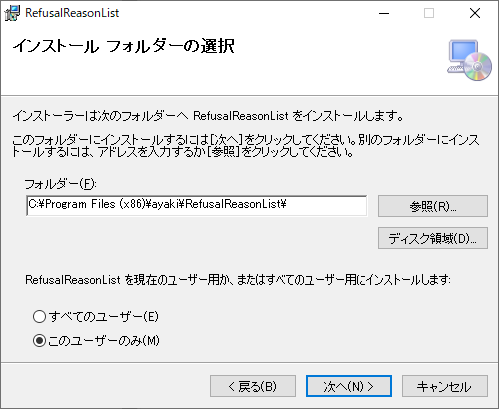 RefusalReasonList
インストール フォルダーの選択
インストーラーは次のフォルダーへ RefusalReasonList をインストールします。
このフォルダーにインストールするには[次へ]をクリックしてください。別のフォルダーにインス
トールするには、アドレスを入力するか[参照]をクリックしてください。
フォルダー(F):
C:¥Program Files (x86)¥ayaki¥RefusalReasonList¥
参照(R)...
ディスク領域(D)...
RefusalReasonList を現在のユーザー用か、またはすべてのユーザー用にインストールします:
すべてのユーザー(E)
このユーザーのみ(M)
< 戻る(B)
次へ(N) >
キャンセル